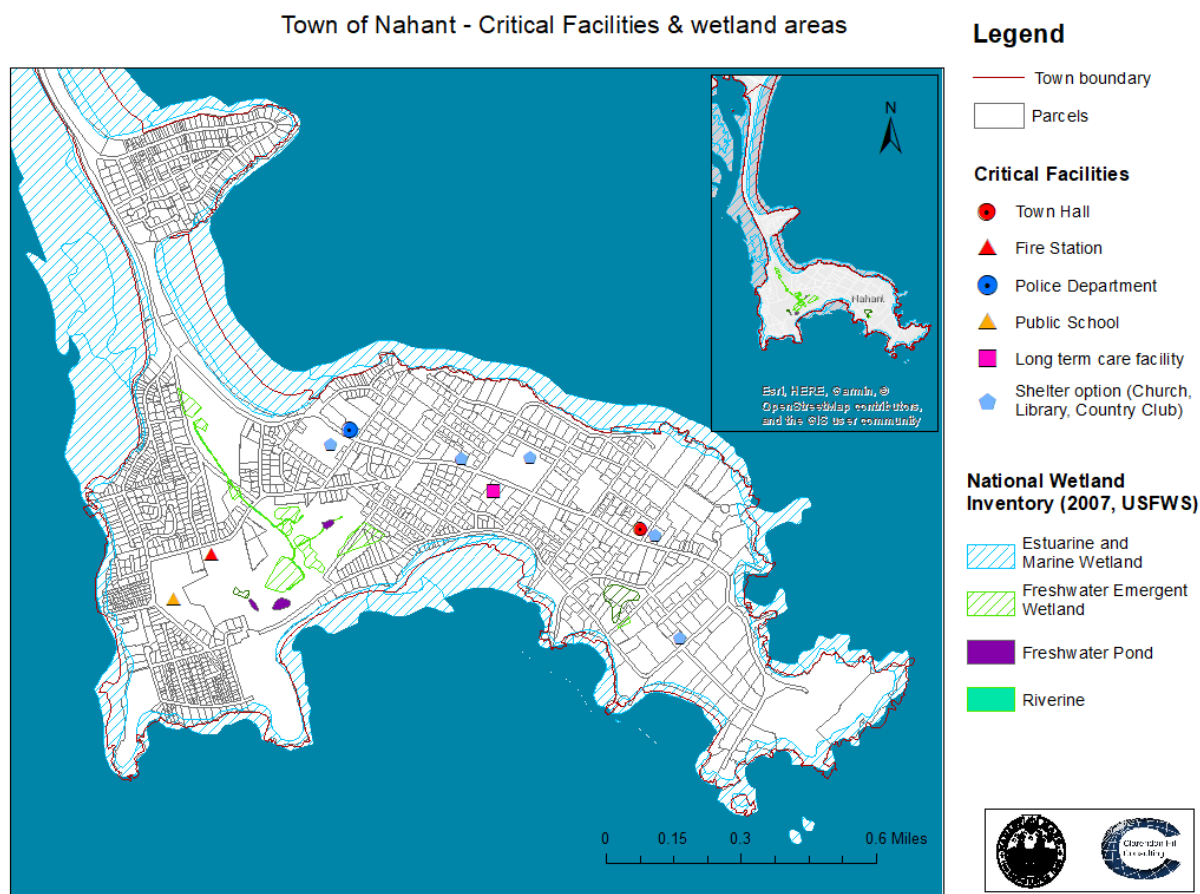 Town of Nahant - Critical Facilities & wetland areas
N
Nahant
Esri, HERE, Garmin, ©
OpenStreetMap contributors,
and the GIS user community
0 0.15 0.3 0.6 Miles
Legend
Town boundary
Parcels
Critical Facilities
Town Hall
Fire Station
Police Department
Public School
Long term care facility
Shelter option (Church,
Library, Country Club)
National Wetland
Inventory (2007, USFWS)
Estuarine and
Marine Wetland
Freshwater Emergent
Wetland
Freshwater Pond
Riverine
Clarendon Hill
Consulting